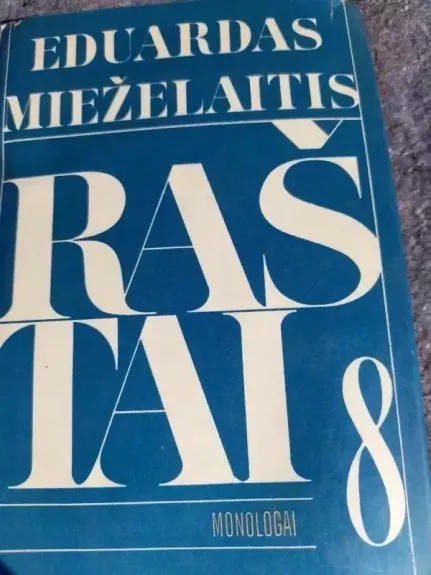 EDUARDAS
MIEŽELAITIS
RAŠ
TAI
8
MONOLOGAI